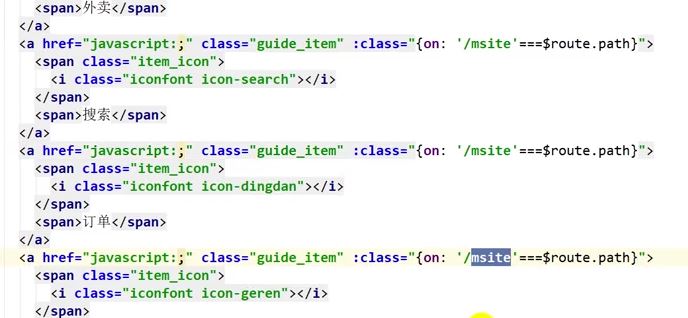 <span>外卖</span>
</a>
<a href="javascript:;" class="guide_item" :class="{on: '/msite'===$route.path}">
<span class="item_icon">
<i class="iconfont icon-search"></i>
</span>
<span>搜索</span>
</a>
<a href="javascript:;" class="guide_item" :class="{on: '/msite'===$route.path}">
<span class="item_icon">
<i class="iconfont icon-dingdan"></i>
</span>
<span>订单</span>
</a>
<a href="javascript:;" class="guide_item" :class="{on: '/msite'===$route.path}">
<span class="item_icon">
<i class="iconfont icon-geren"></i>
</span>